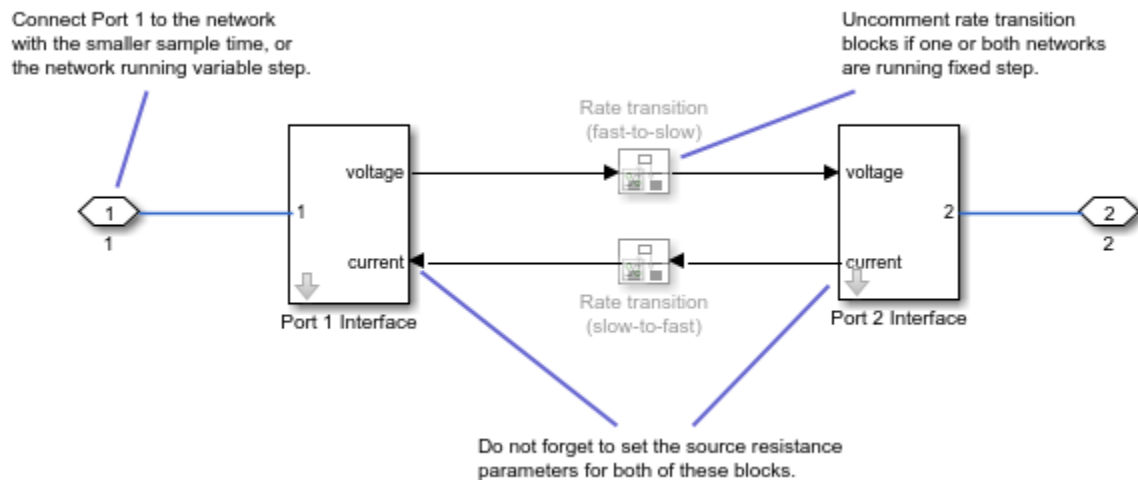 Connect Port 1 to the network
with the smaller sample time, or
the network running variable step.
Uncomment rate transition
blocks if one or both networks
are running fixed step.
Rate transition
(fast-to-slow)
voltage
voltage
1
1
1
2
2
2
current
current
Rate transition
(slow-to-fast)
Port 1 Interface
Port 2 Interface
Do not forget to set the source resistance
parameters for both of these blocks.